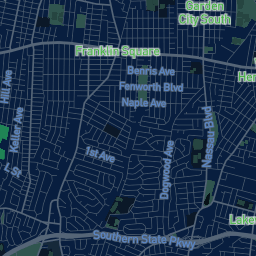 Garden
City South
Franklin Square
Benris Ave
Fenworth Blvd
Naple Ave
Hill Ave
Keller Ave
L St
1st Ave
Dogwood Ave
Nassau Blvd
Southern State Pkwy